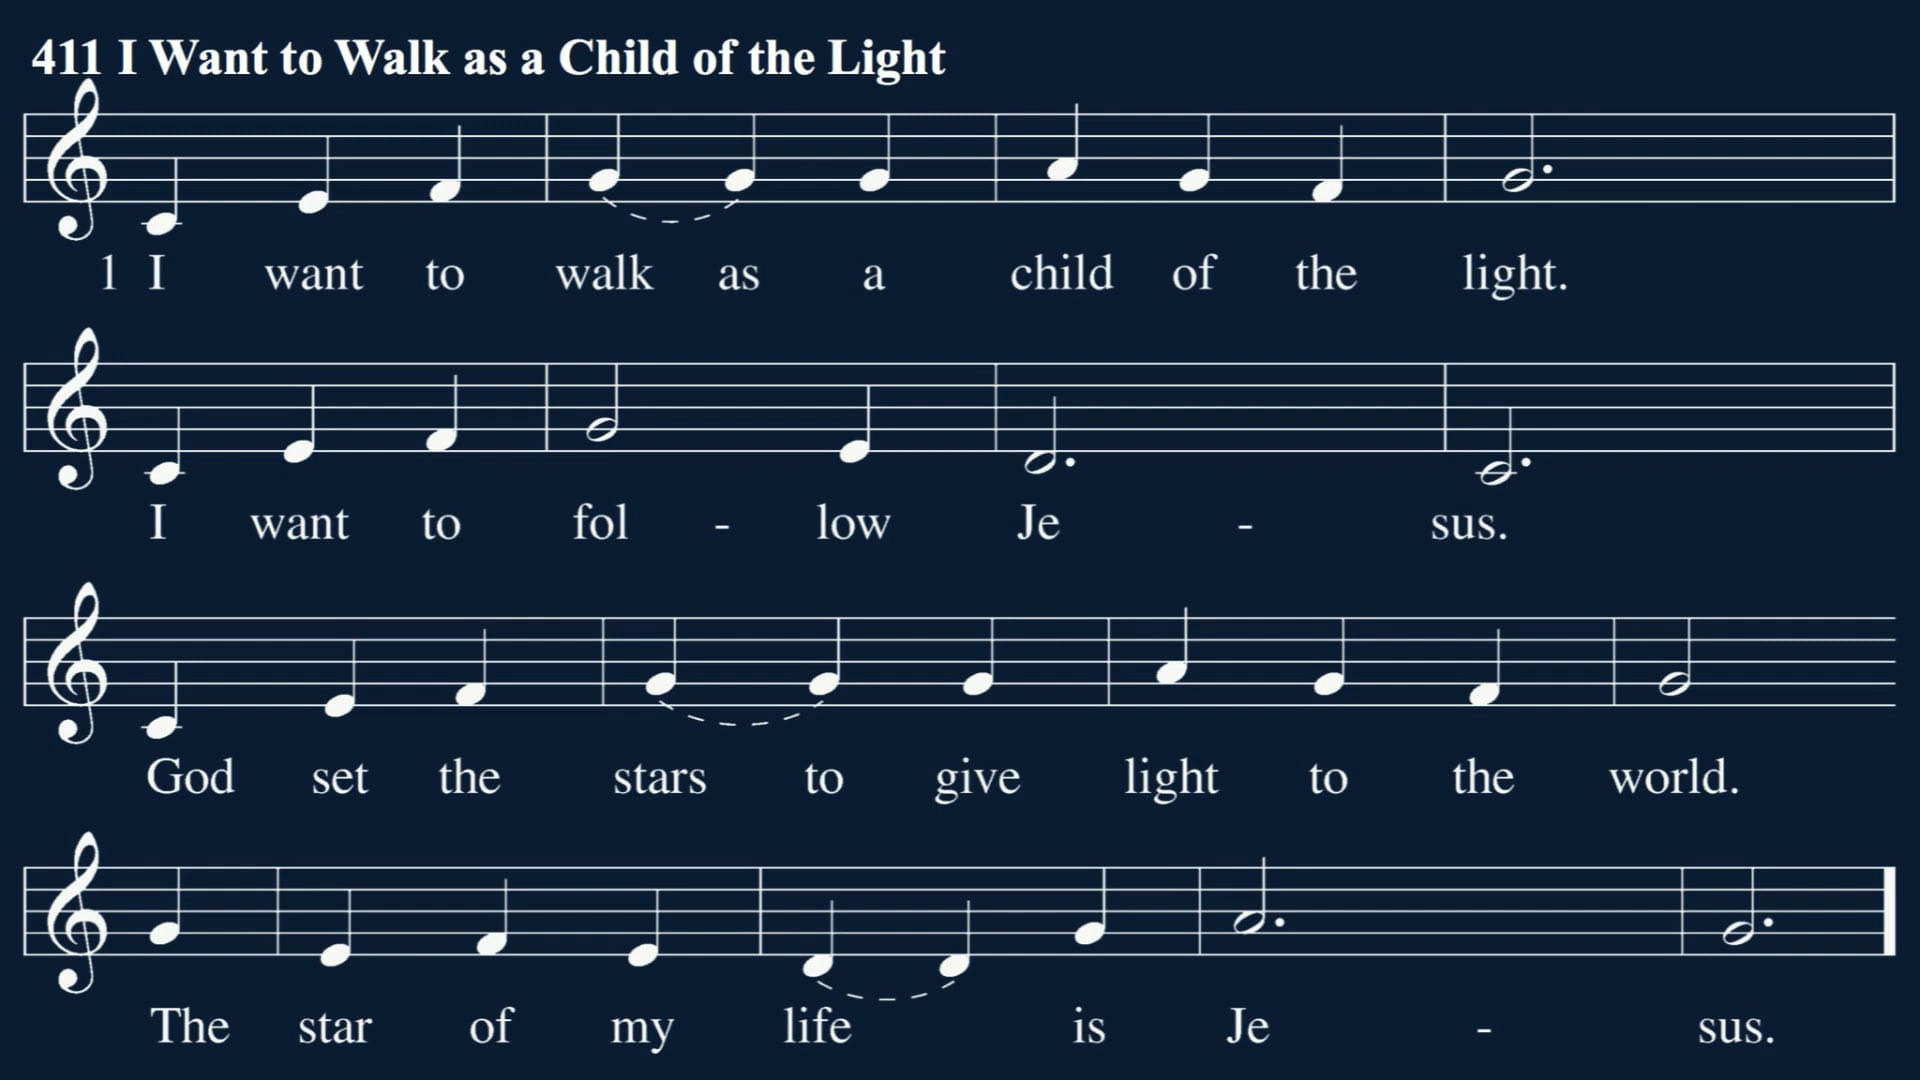 411 I Want to Walk as a Child of the Light
1 I want to walk as a child of the light.
I want to fol - low Je - sus.
God set the stars to give light to the world.
The star of my life is Je - sus.